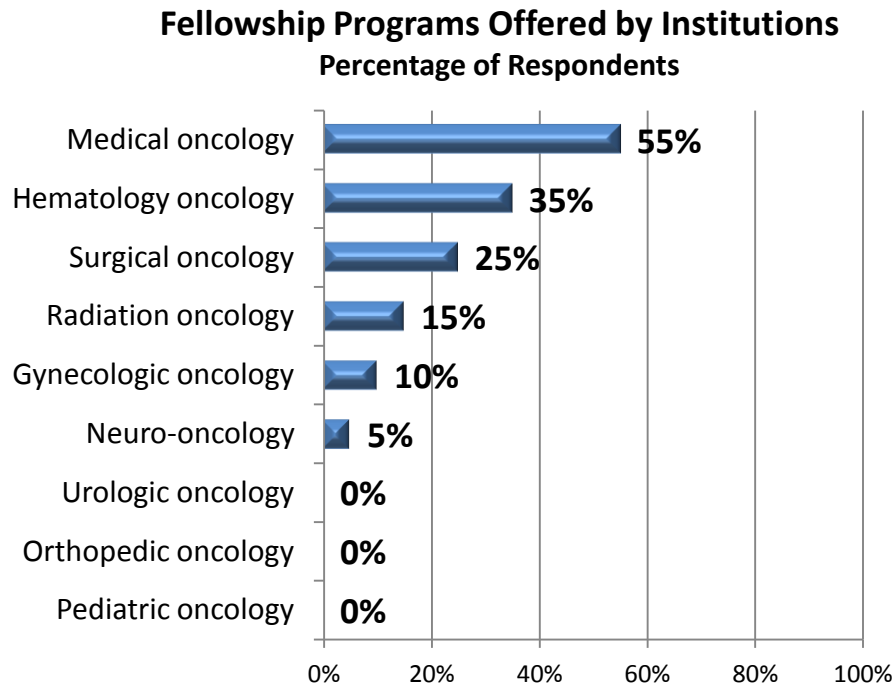 Fellowship Programs Offered by Institutions
Percentage of Respondents
Medical oncology 55%
Hematology oncology 35%
Surgical oncology 25%
Radiation oncology 15%
Gynecologic oncology 10%
Neuro-oncology 5%
Urologic oncology 0%
Orthopedic oncology 0%
Pediatric oncology 0%
0% 20% 40% 60% 80% 100%